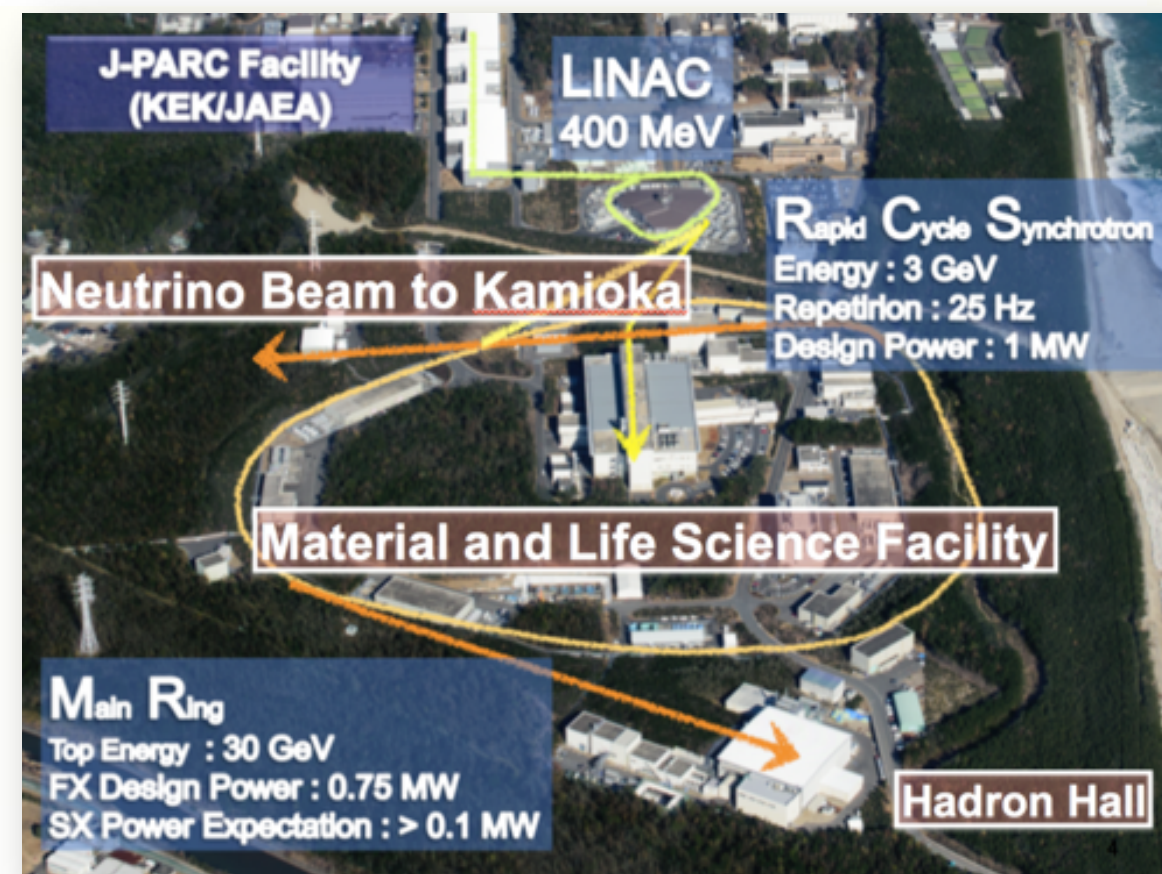 J-PARC Facility
(KEK/JAEA)
LINAC
400 MeV
Rapid Cycle Synchrotron
Energy : 3 GeV
Repetirion : 25 Hz
Design Power : 1 MW
Neutrino Beam to Kamioka
Material and Life Science Facility
Main Ring
Top Energy : 30 GeV
FX Design Power : 0.75 MW
SX Power Expectation : > 0.1 MW
Hadron Hall
4